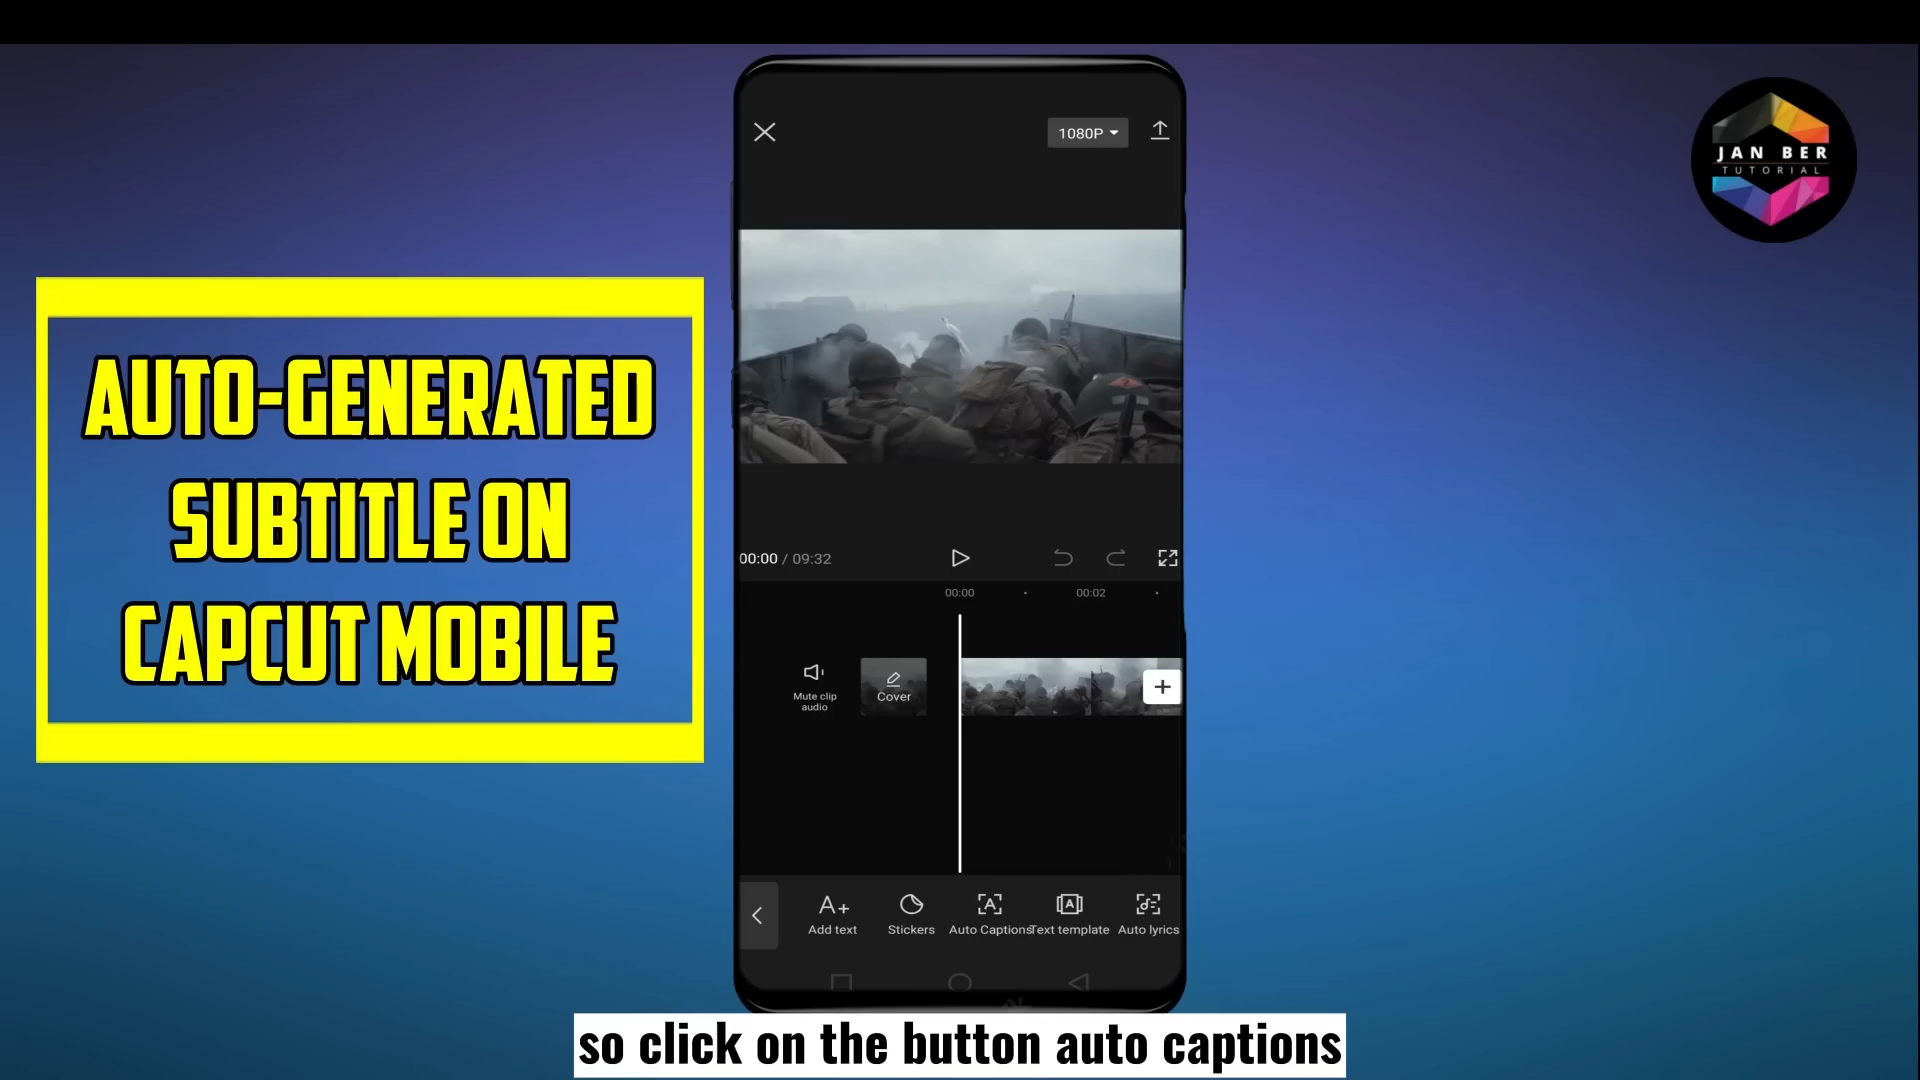 1080P
JAN BER
TUTORIAL
AUTO-GENERATED
SUBTITLE ON
CAPCUT MOBILE
00:00 / 09:32
00:00
00:02
Mute clip
audio
Cover
Add text
Stickers
Auto Captions
Text template
Auto lyrics
so click on the button auto captions